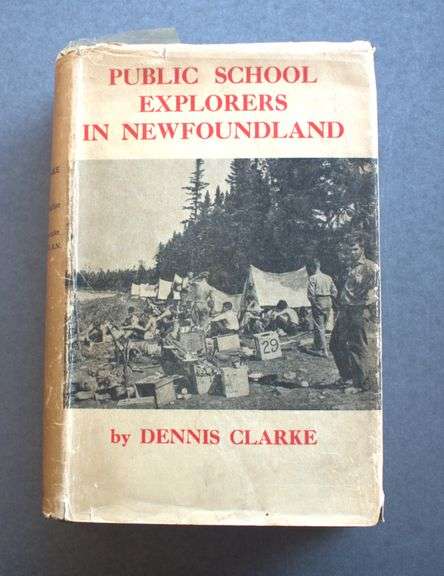 PUBLIC SCHOOL
EXPLORERS
IN NEWFOUNDLAND
29
by DENNIS CLARKE